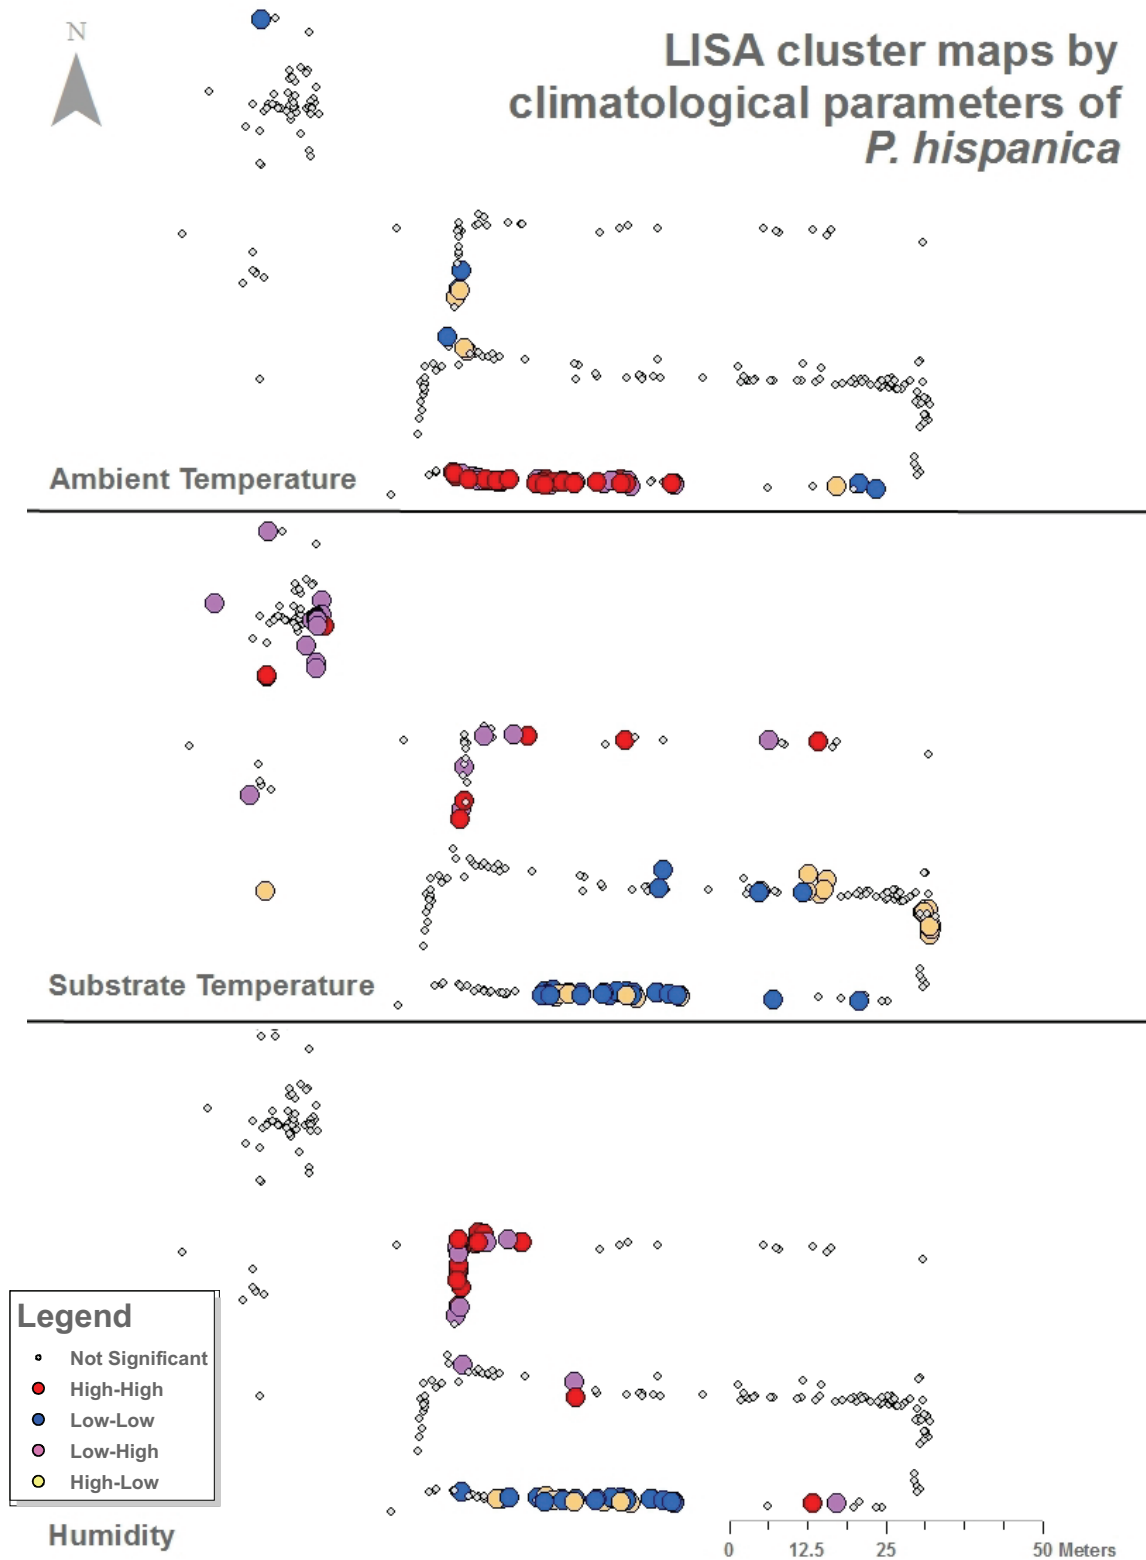 N
LISA cluster maps by
climatological parameters of
P. hispanica
Ambient Temperature
Substrate Temperature
Legend
Not Significant
High-High
Low-Low
Low-High
High-Low
Humidity
0 12.5 25 50 Meters